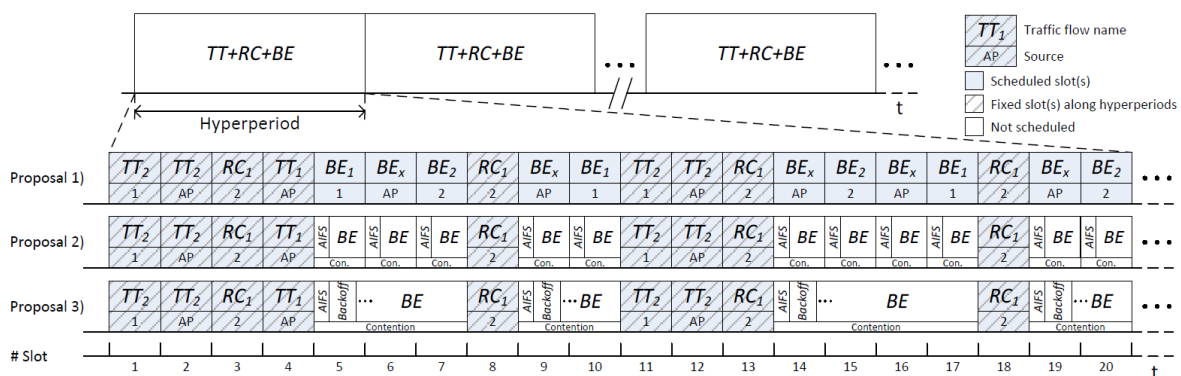 TT+RC+BE TT+RC+BE TT+RC+BE
Hyperperiod
t
TT1 Traffic flow name
AP Source
Scheduled slot(s)
Fixed slot(s) along hyperperiods
Not scheduled
Proposal 1)
TT2 TT2 RC1 TT1 BE1 BEx BE2 RC1 BEx BE1 TT2 TT2 RC1 BEx BE2 BEx BE1 RC1 BEx BE2
1 AP 2 AP 1 AP 2 2 AP 1 1 AP 2 AP 2 AP 1 2 AP 2
Proposal 2)
TT2 TT2 RC1 TT1 AIFS BE AIFS BE AIFS BE RC1 AIFS BE AIFS BE TT2 TT2 RC1 AIFS BE AIFS BE AIFS BE AIFS BE RC1 AIFS BE AIFS BE
1 AP 2 AP Con. Con. Con. 2 Con. Con. 1 AP 2 Con. Con. Con. Con. 2 Con. Con.
Proposal 3)
TT2 TT2 RC1 TT1 AIFS Backoff ... BE RC1 AIFS Backoff ... BE TT2 TT2 RC1 AIFS Backoff ... BE RC1 AIFS Backoff ... BE
1 AP 2 AP Contention 2 Contention 1 AP 2 Contention 2 Contention
# Slot
1 2 3 4 5 6 7 8 9 10 11 12 13 14 15 16 17 18 19 20 t